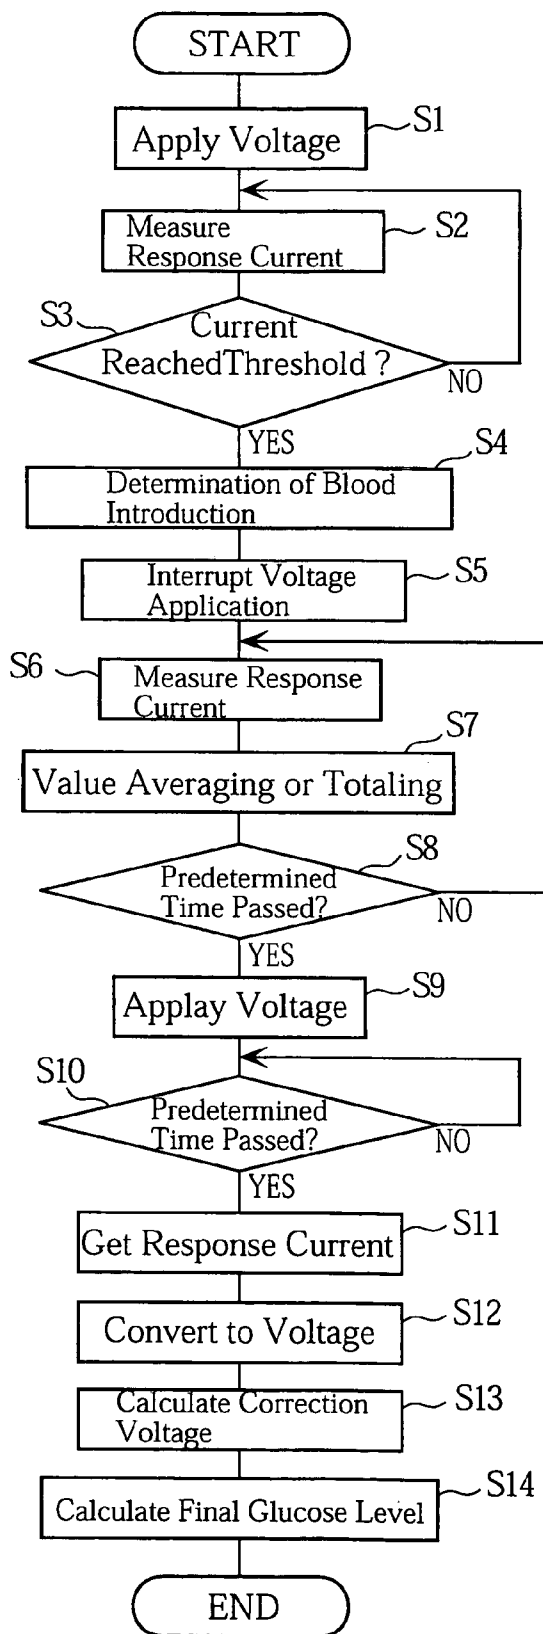 START
Apply Voltage
S1
Measure
Response Current
S2
S3
Current
ReachedThreshold ?
NO
YES
S4
Determination of Blood
Introduction
Interrupt Voltage
Application
S5
S6
Measure Response
Current
S7
Value Averaging or Totaling
S8
Predetermined
Time Passed?
NO
YES
Applay Voltage
S9
S10
Predetermined
Time Passed?
NO
YES
Get Response Current
S11
Convert to Voltage
S12
Calculate Correction
Voltage
S13
Calculate Final Glucose Level
S14
END